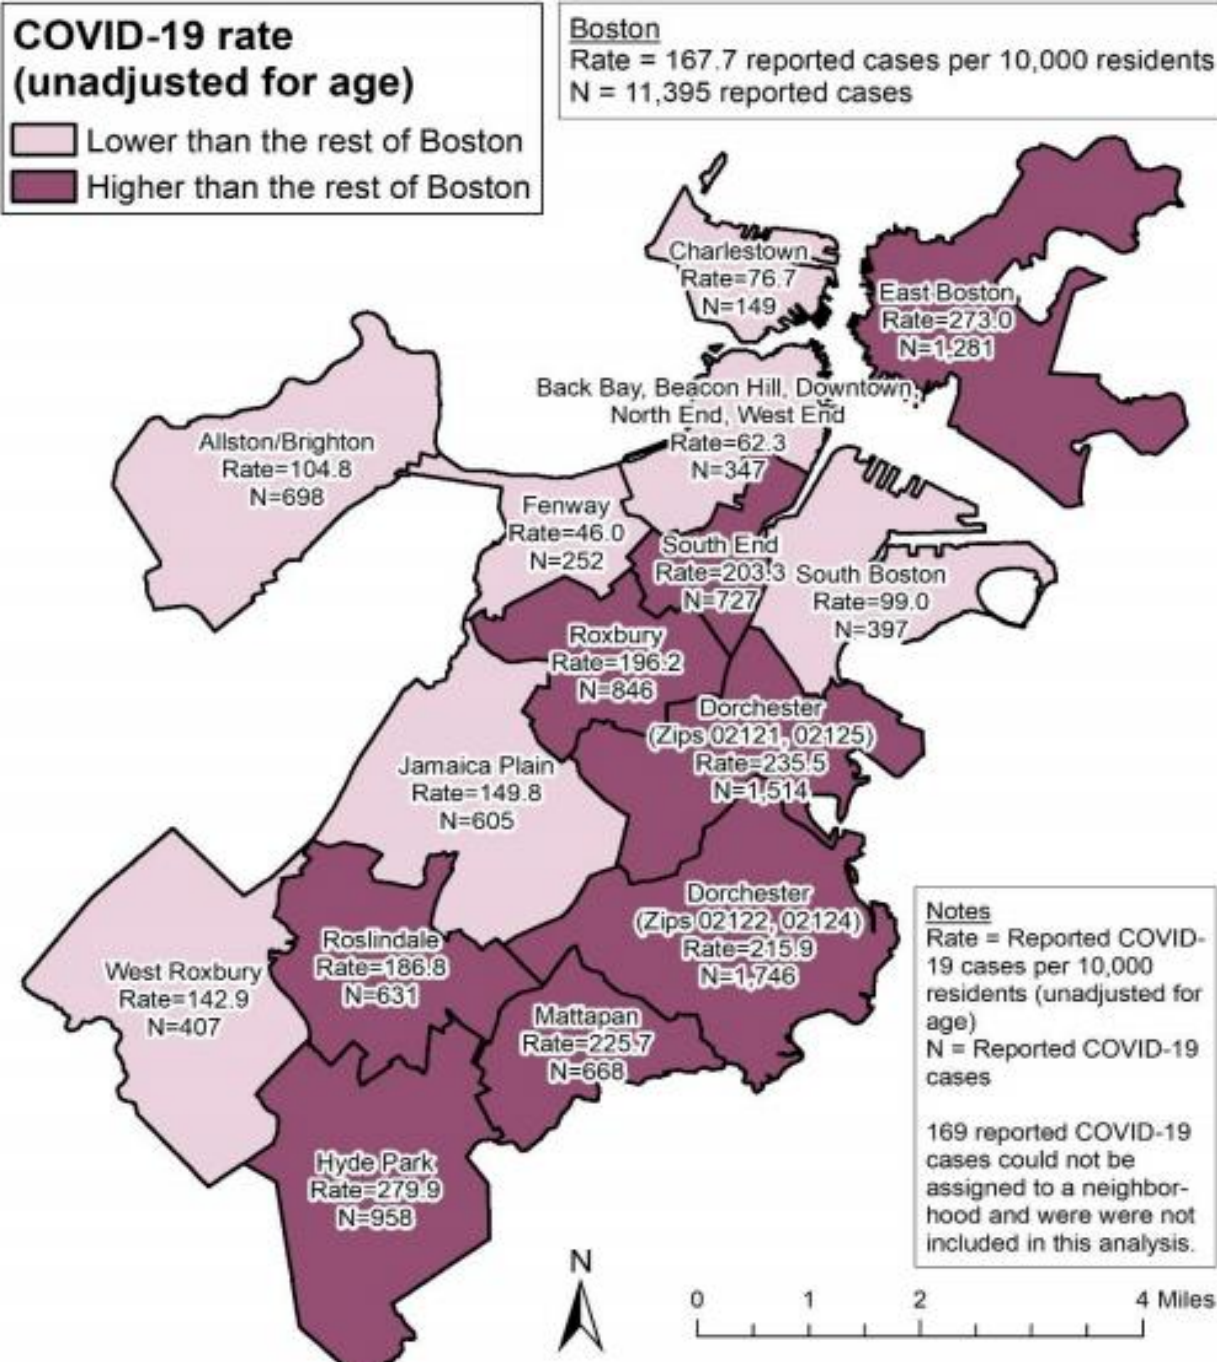 COVID-19 rate
(unadjusted for age)
Lower than the rest of Boston
Higher than the rest of Boston
Boston
Rate = 167.7 reported cases per 10,000 residents
N = 11,395 reported cases
Charlestown
Rate=76.7
N=149
East Boston
Rate=273.0
N=1,281
Back Bay, Beacon Hill, Downtown,
North End, West End
Rate=62.3
N=347
Allston/Brighton
Rate=104.8
N=698
Fenway
Rate=46.0
N=252
South End
Rate=203.3
N=727
South Boston
Rate=99.0
N=397
Roxbury
Rate=196.2
N=846
Dorchester
(Zips 02121, 02125)
Rate=235.5
N=1,514
Jamaica Plain
Rate=149.8
N=605
Dorchester
(Zips 02122, 02124)
Rate=215.9
N=1,746
Roslindale
Rate=186.8
N=631
West Roxbury
Rate=142.9
N=407
Mattapan
Rate=225.7
N=668
Hyde Park
Rate=279.9
N=958
Notes
Rate = Reported COVID-
19 cases per 10,000
residents (unadjusted for
age)
N = Reported COVID-19
cases
169 reported COVID-19
cases could not be
assigned to a neighbor-
hood and were were not
included in this analysis.
N
0 1 2 4 Miles